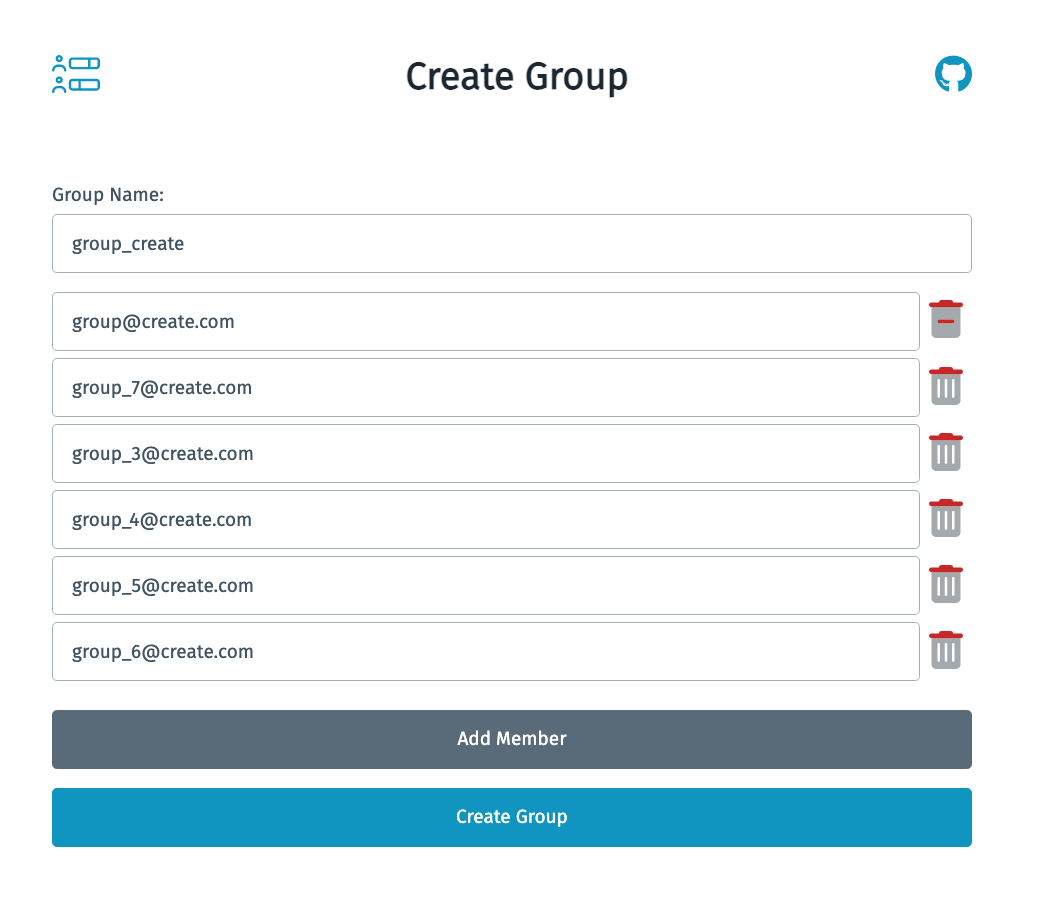 Create Group
Group Name:
group_create
group@create.com
group_7@create.com
group_3@create.com
group_4@create.com
group_5@create.com
group_6@create.com
Add Member
Create Group